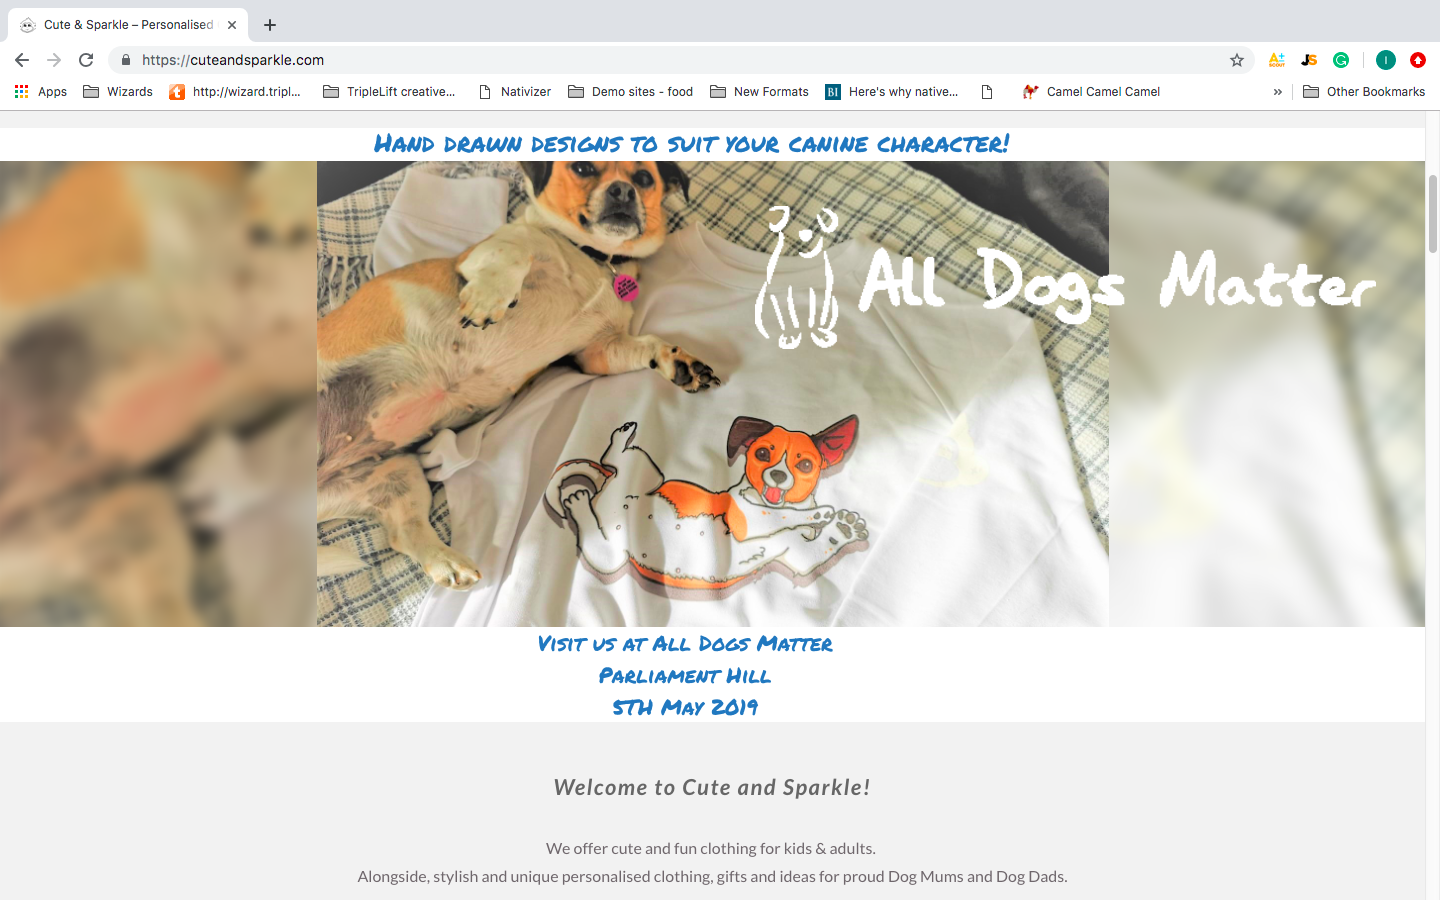 Cute & Sparkle – Personalised
https://cuteandsparkle.com
A+
SCOUT
JS
G
I
Apps
Wizards
http://wizard.tripl...
TripleLift creative...
Nativizer
Demo sites - food
New Formats
BI
Here's why native...
Camel Camel Camel
»
Other Bookmarks
Hand drawn designs to suit your canine character!
All Dogs Matter
Visit us at All Dogs Matter
Parliament Hill
5th May 2019
Welcome to Cute and Sparkle!
We offer cute and fun clothing for kids & adults.
Alongside, stylish and unique personalised clothing, gifts and ideas for proud Dog Mums and Dog Dads.